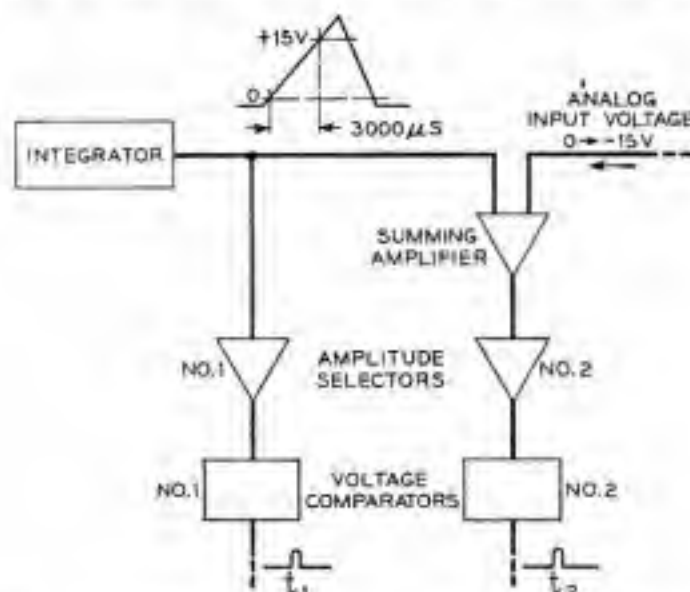 +15V
0
3000μS
ANALOG
INPUT VOLTAGE
0→-15V
INTEGRATOR
SUMMING
AMPLIFIER
NO.1
AMPLITUDE
SELECTORS
NO.2
NO.1
VOLTAGE
COMPARATORS
NO.2
t₁
t₂